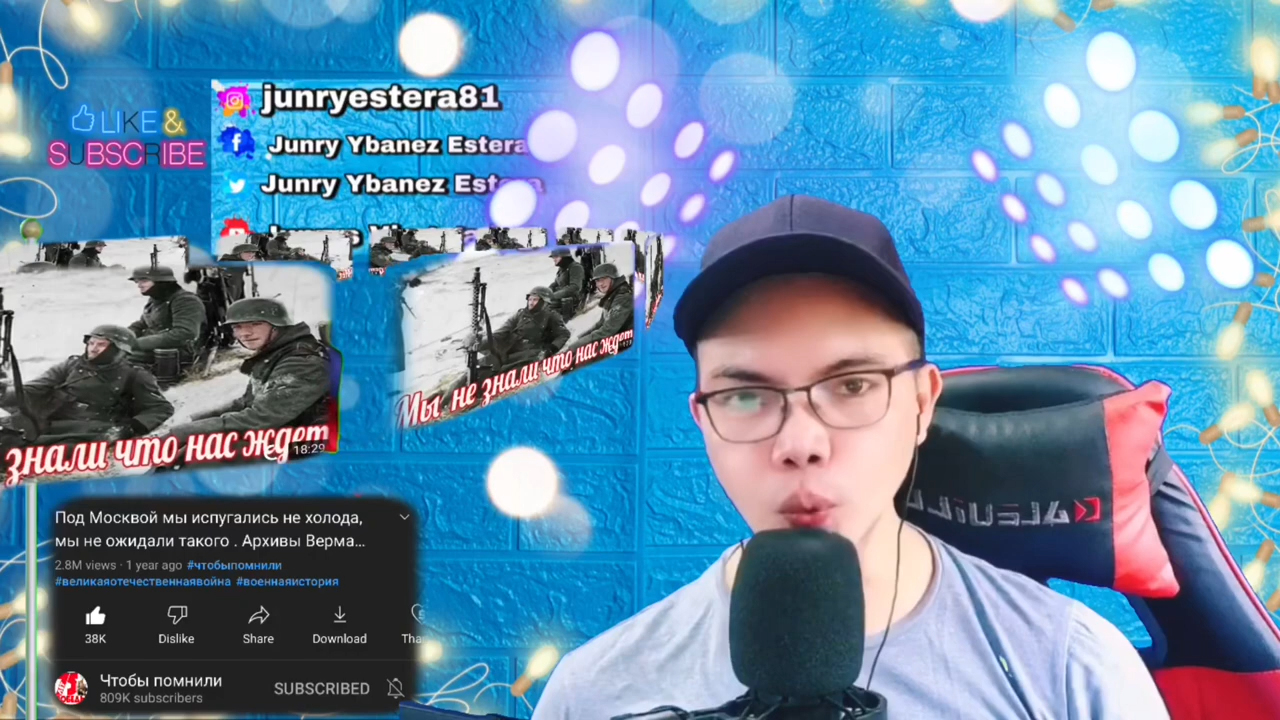 LIKE &
SUBSCRIBE
junryestera81
Junry Ybanez Estera
Junry Ybanez Estera
знали что нас ждет
18:29
Мы не знали что нас ждет
Под Москвой мы испугались не холода,
мы не ожидали такого . Архивы Верма...
2.8M views · 1 year ago #чтобыпомнили
#великаяотечественнаявойна #военнаяистория
38K
Dislike
Share
Download
Tha
Чтобы помнили
809K subscribers
SUBSCRIBED